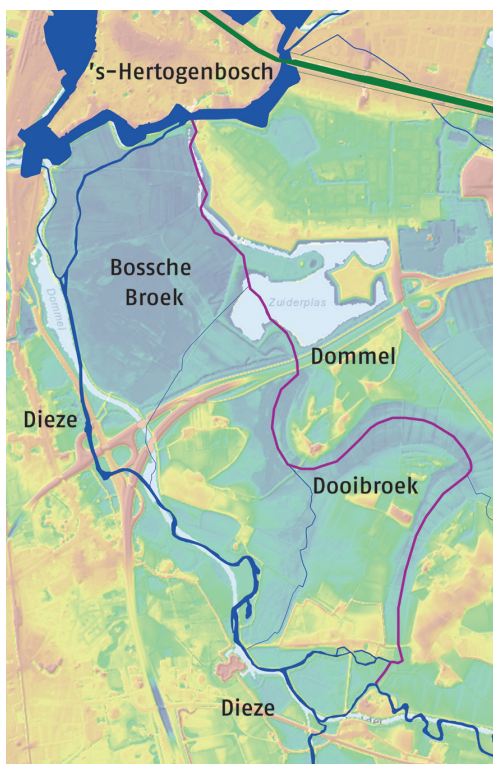 's-Hertogenbosch
Bossche
Broek
Zuiderplas
Dommel
Dommel
Dieze
Dooibroek
Dieze